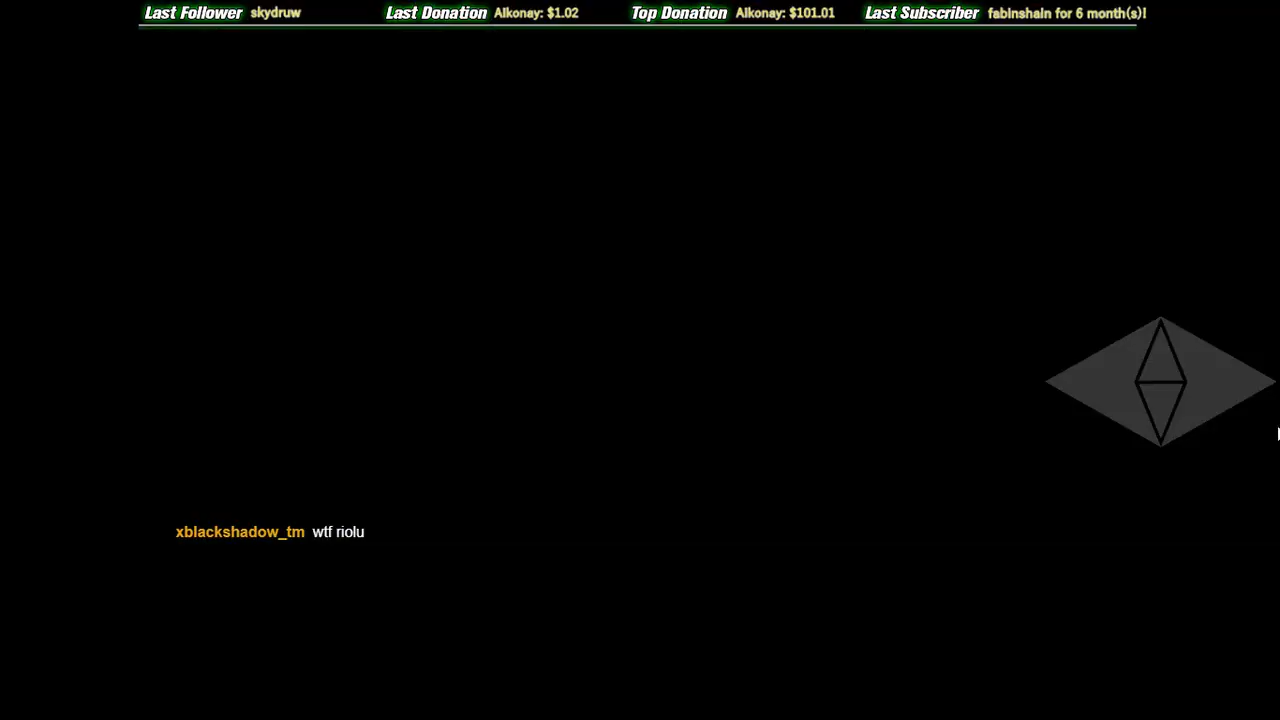 Last Follower skydruw Last Donation Alkonay: $1.02 Top Donation Alkonay: $101.01 Last Subscriber fabinshain for 6 month(s)!
xblackshadow_tm wtf riolu